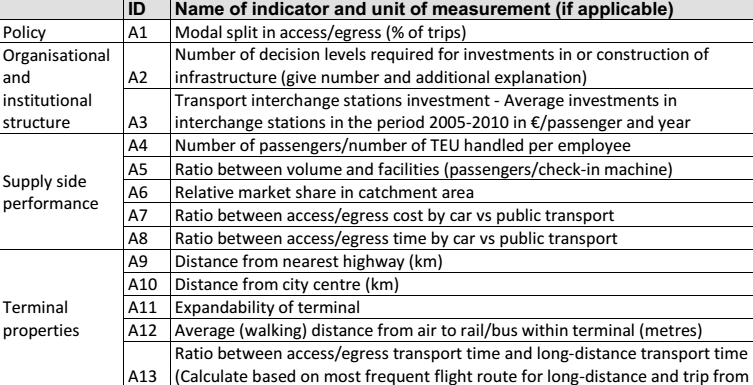 ID Name of indicator and unit of measurement (if applicable)
Policy A1 Modal split in access/egress (% of trips)
Organisational
and
institutional
structure
A2 Number of decision levels required for investments in or construction of
infrastructure (give number and additional explanation)
A3 Transport interchange stations investment - Average investments in
interchange stations in the period 2005-2010 in €/passenger and year
Supply side
performance
A4 Number of passengers/number of TEU handled per employee
A5 Ratio between volume and facilities (passengers/check-in machine)
A6 Relative market share in catchment area
A7 Ratio between access/egress cost by car vs public transport
A8 Ratio between access/egress time by car vs public transport
Terminal
properties
A9 Distance from nearest highway (km)
A10 Distance from city centre (km)
A11 Expandability of terminal
A12 Average (walking) distance from air to rail/bus within terminal (metres)
A13 Ratio between access/egress transport time and long-distance transport time
(Calculate based on most frequent flight route for long-distance and trip from